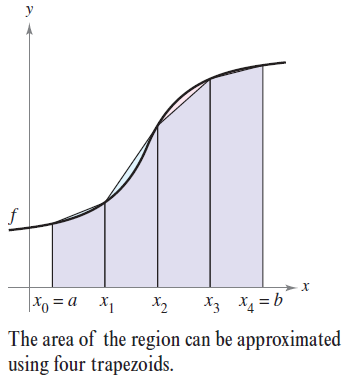 y
f
x
x₀ = a x₁ x₂ x₃ x₄ = b
The area of the region can be approximated
using four trapezoids.